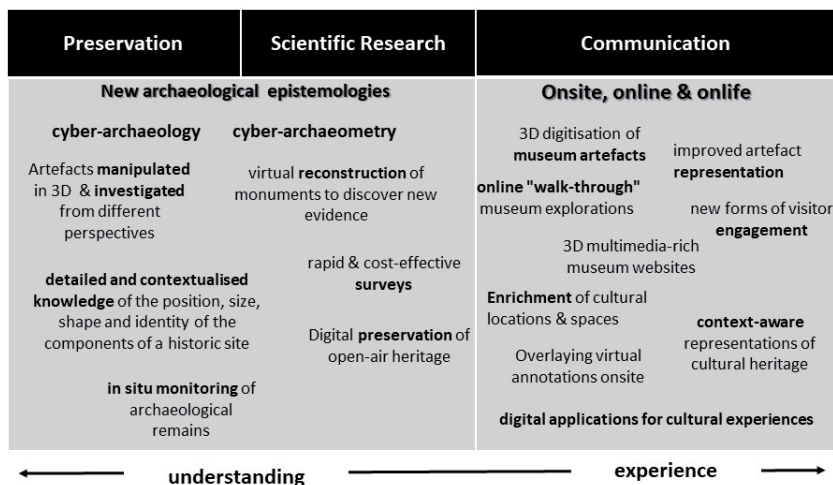 Preservation
Scientific Research
Communication
New archaeological epistemologies
cyber-archaeology
cyber-archaeometry
Artefacts manipulated
in 3D & investigated
from different
perspectives
virtual reconstruction of
monuments to discover new
evidence
detailed and contextualised
knowledge of the position, size,
shape and identity of the
components of a historic site
rapid & cost-effective
surveys
Digital preservation of
open-air heritage
in situ monitoring of
archaeological
remains
Onsite, online & onlife
3D digitisation of
museum artefacts
improved artefact
representation
online "walk-through"
museum explorations
new forms of visitor
engagement
3D multimedia-rich
museum websites
Enrichment of cultural
locations & spaces
context-aware
representations of
cultural heritage
Overlaying virtual
annotations onsite
digital applications for cultural experiences
understanding
experience